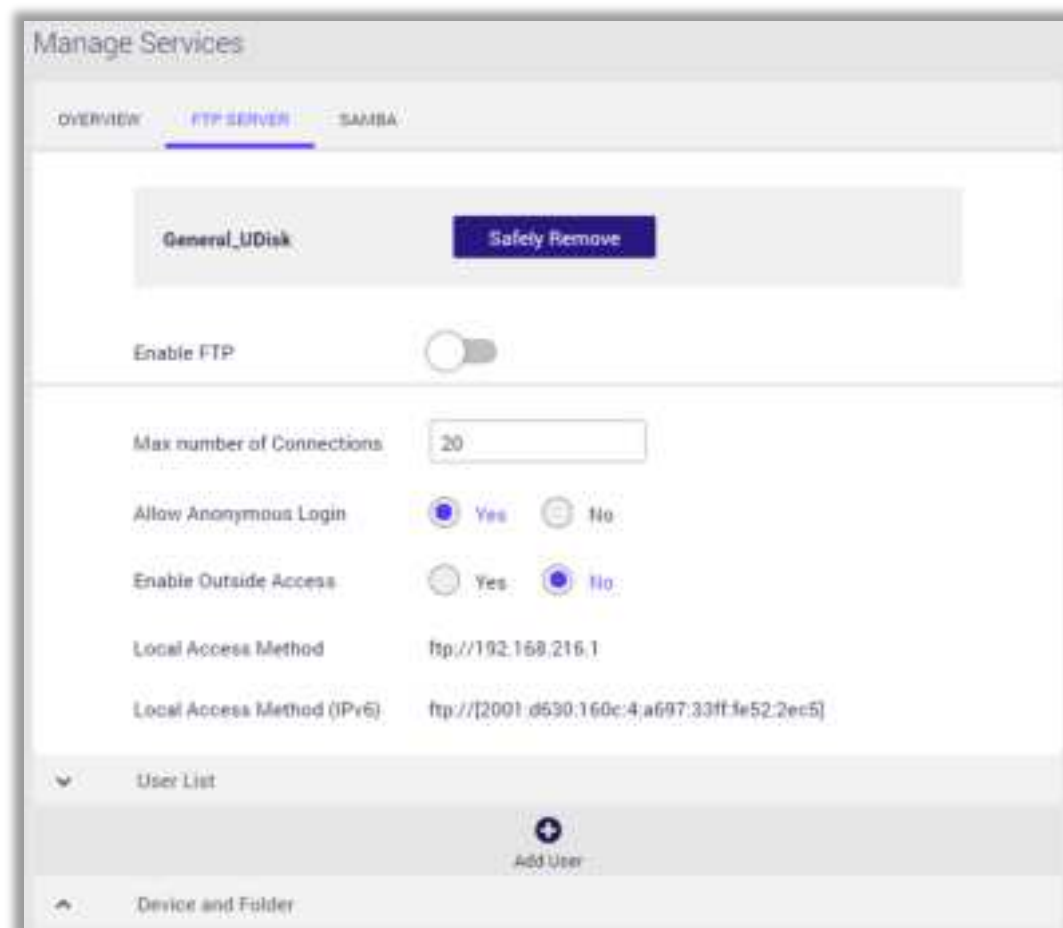 Manage Services
OVERVIEW FTP SERVER SAMBA
General_UDisk Safely Remove
Enable FTP
Max number of Connections 20
Allow Anonymous Login Yes No
Enable Outside Access Yes No
Local Access Method ftp://192.168.216.1
Local Access Method (IPv6) ftp://[2001:d630:160c:4:a697:33ff:fe52:2ec5]
User List
Add User
Device and Folder